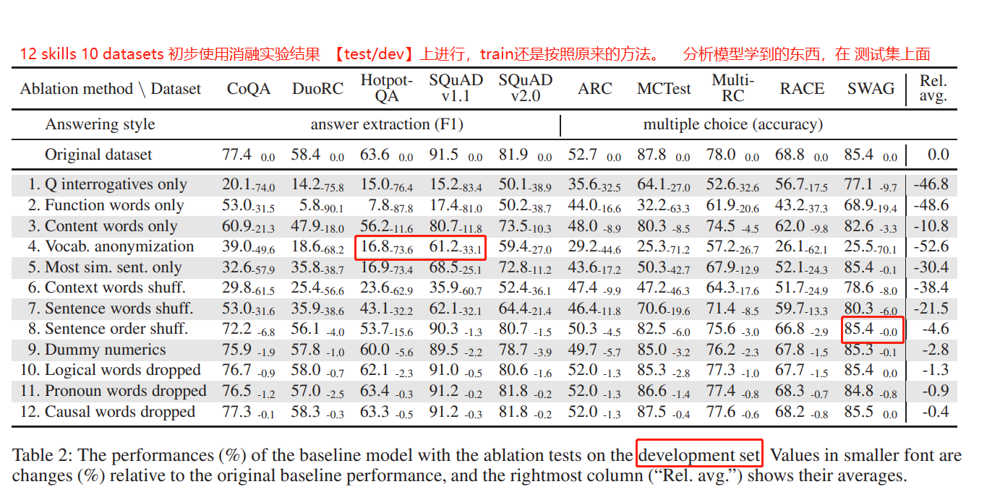 12 skills 10 datasets 初步使用消融实验结果 【test/dev】上进行，train还是按照原来的方法。 分析模型学到的东西，在 测试集上面
Ablation method \ Dataset CoQA DuoRC Hotpot-QA SQuAD v1.1 SQuAD v2.0 ARC MCTest Multi-RC RACE SWAG Rel. avg.
Answering style answer extraction (F1) multiple choice (accuracy)
Original dataset 77.4 0.0 58.4 0.0 63.6 0.0 91.5 0.0 81.9 0.0 52.7 0.0 87.8 0.0 78.0 0.0 68.8 0.0 85.4 0.0 0.0
1. Q interrogatives only 20.1 -74.0 14.2 -75.8 15.0 -76.4 15.2 -83.4 50.1 -38.9 35.6 -32.5 64.1 -27.0 52.6 -32.6 56.7 -17.5 77.1 -9.7 -46.8
2. Function words only 53.0 -31.5 5.8 -90.1 7.8 -87.8 17.4 -81.0 50.2 -38.7 44.0 -16.6 32.2 -63.3 61.9 -20.6 43.2 -37.3 68.9 -19.4 -48.6
3. Content words only 60.9 -21.3 47.9 -18.0 56.2 -11.6 80.7 -11.8 73.5 -10.3 48.0 -8.9 80.3 -8.5 74.5 -4.5 62.0 -9.8 82.6 -3.3 -10.8
4. Vocab. anonymization 39.0 -49.6 18.6 -68.2 16.8 -73.6 61.2 -33.1 59.4 -27.0 29.2 -44.6 25.3 -71.2 57.2 -26.7 26.1 -62.1 25.5 -70.1 -52.6
5. Most sim. sent. only 32.6 -57.9 35.8 -38.7 16.9 -73.4 68.5 -25.1 72.8 -11.2 43.6 -17.2 50.3 -42.7 67.9 -12.9 52.1 -24.3 85.4 -0.1 -30.4
6. Context words shuff. 29.8 -61.5 25.4 -56.6 23.6 -62.9 35.9 -60.7 52.4 -36.1 47.4 -9.9 47.2 -46.3 64.3 -17.6 51.7 -24.9 78.6 -8.0 -38.4
7. Sentence words shuff. 53.0 -31.6 35.9 -38.6 43.1 -32.2 62.1 -32.1 64.4 -21.4 46.4 -11.8 70.6 -19.6 71.4 -8.5 59.7 -13.3 80.3 -6.0 -21.5
8. Sentence order shuff. 72.2 -6.8 56.1 -4.0 53.7 -15.6 90.3 -1.3 80.7 -1.5 50.3 -4.5 82.5 -6.0 75.6 -3.0 66.8 -2.9 85.4 -0.0 -4.6
9. Dummy numerics 75.9 -1.9 57.8 -1.0 60.0 -5.6 89.5 -2.2 78.7 -3.9 49.7 -5.7 85.0 -3.2 76.2 -2.3 67.8 -1.5 85.3 -0.1 -2.8
10. Logical words dropped 76.7 -0.9 58.0 -0.7 62.1 -2.3 91.0 -0.5 80.6 -1.6 52.0 -1.3 85.3 -2.8 77.3 -1.0 67.7 -1.5 85.4 0.0 -1.3
11. Pronoun words dropped 76.5 -1.2 57.0 -2.5 63.4 -0.3 91.2 -0.2 81.8 -0.2 52.0 -1.3 86.6 -1.4 77.4 -0.8 68.3 -0.7 84.8 -0.8 -0.9
12. Causal words dropped 77.3 -0.1 58.3 -0.3 63.3 -0.5 91.2 -0.3 81.8 -0.2 52.0 -1.3 87.5 -0.4 77.6 -0.6 68.2 -0.8 85.5 0.0 -0.4
Table 2: The performances (%) of the baseline model with the ablation tests on the development set Values in smaller font are
changes (%) relative to the original baseline performance, and the rightmost column (“Rel. avg.”) shows their averages.